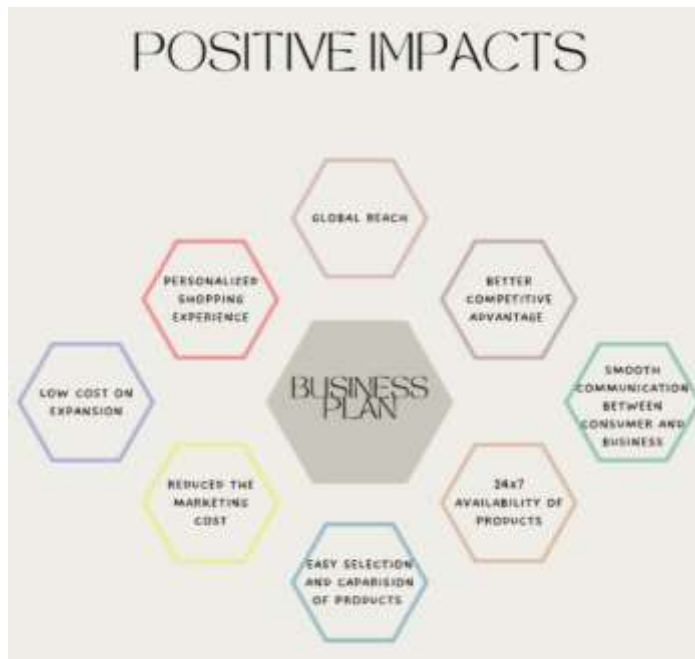 POSITIVE IMPACTS
GLOBAL REACH
PERSONALIZED
SHOPPING
EXPERIENCE
BETTER
COMPETITIVE
ADVANTAGE
LOW COST ON
EXPANSION
BUSINESS
PLAN
SMOOTH
COMMUNICATION
BETWEEN
CONSUMER AND
BUSINESS
REDUCED THE
MARKETING
COST
24x7
AVAILABILITY OF
PRODUCTS
EASY SELECTION
AND CAPARISION
OF PRODUCTS